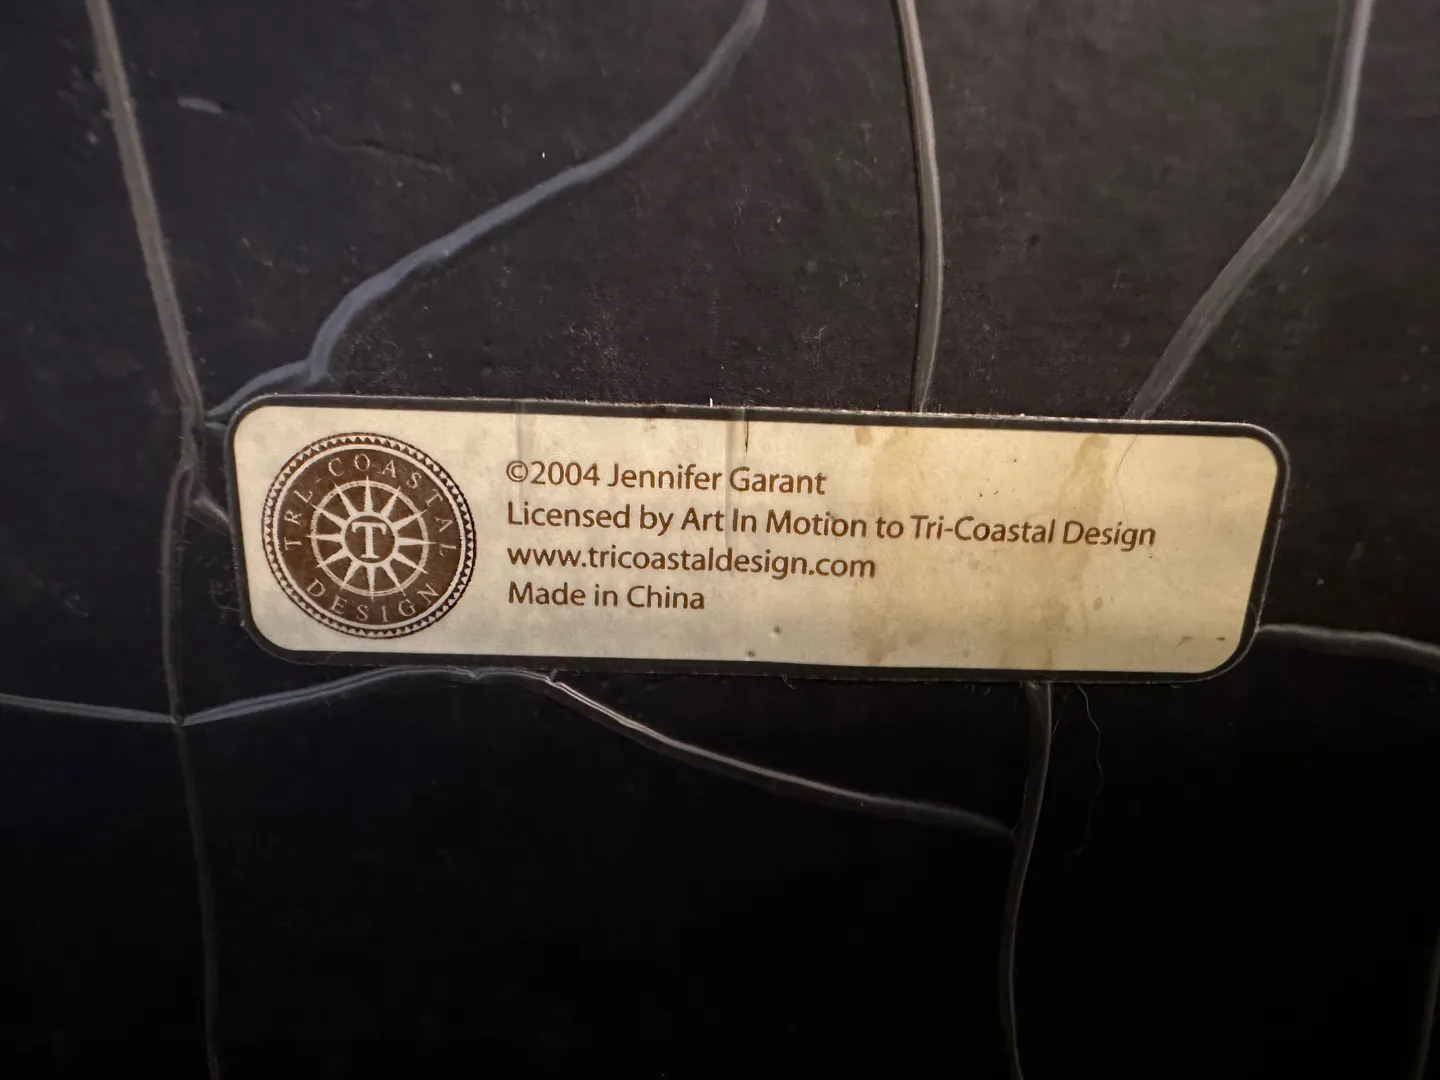 TRI-COASTAL
DESIGN
T
©2004 Jennifer Garant
Licensed by Art In Motion to Tri-Coastal Design
www.tricoastaldesign.com
Made in China